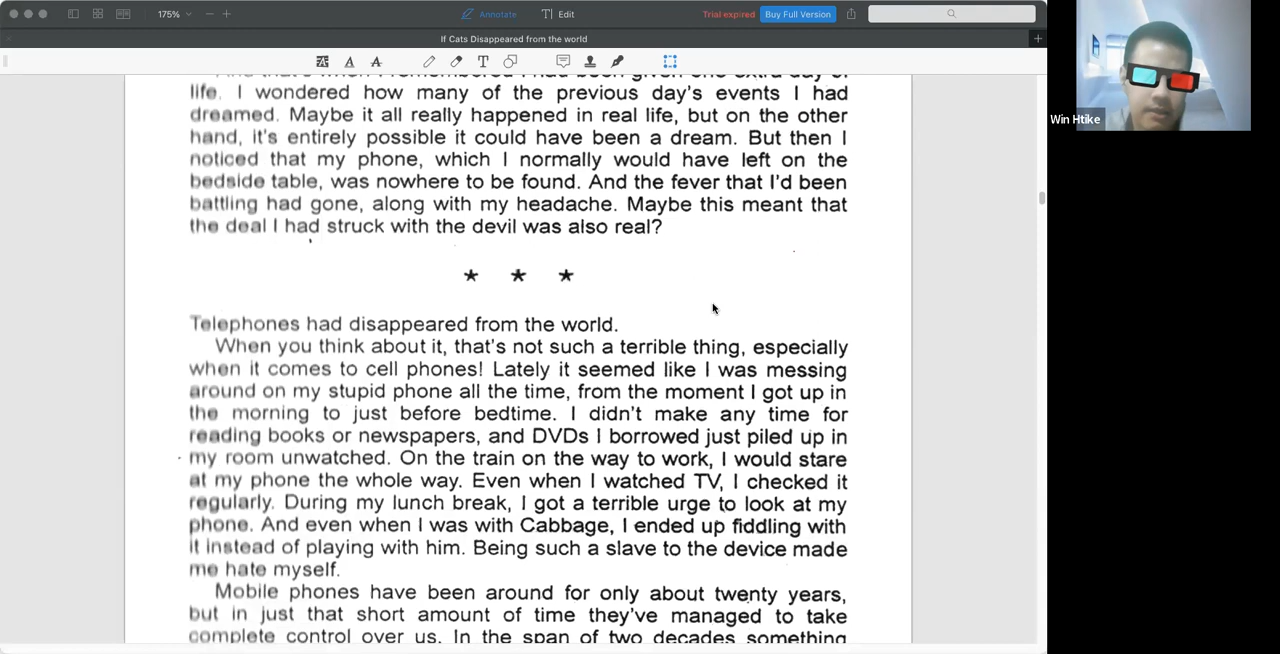 175%
Annotate
Edit
Trial expired
Buy Full Version
If Cats Disappeared from the world
And that's when I remembered I had been given one extra day of
life. I wondered how many of the previous day's events I had
dreamed. Maybe it all really happened in real life, but on the other
hand, it's entirely possible it could have been a dream. But then I
noticed that my phone, which I normally would have left on the
bedside table, was nowhere to be found. And the fever that I'd been
battling had gone, along with my headache. Maybe this meant that
the deal I had struck with the devil was also real?
* * *
Telephones had disappeared from the world.
When you think about it, that's not such a terrible thing, especially
when it comes to cell phones! Lately it seemed like I was messing
around on my stupid phone all the time, from the moment I got up in
the morning to just before bedtime. I didn't make any time for
reading books or newspapers, and DVDs I borrowed just piled up in
my room unwatched. On the train on the way to work, I would stare
at my phone the whole way. Even when I watched TV, I checked it
regularly. During my lunch break, I got a terrible urge to look at my
phone. And even when I was with Cabbage, I ended up fiddling with
it instead of playing with him. Being such a slave to the device made
me hate myself.
Mobile phones have been around for only about twenty years,
but in just that short amount of time they've managed to take
complete control over us. In the span of two decades something
Win Htike